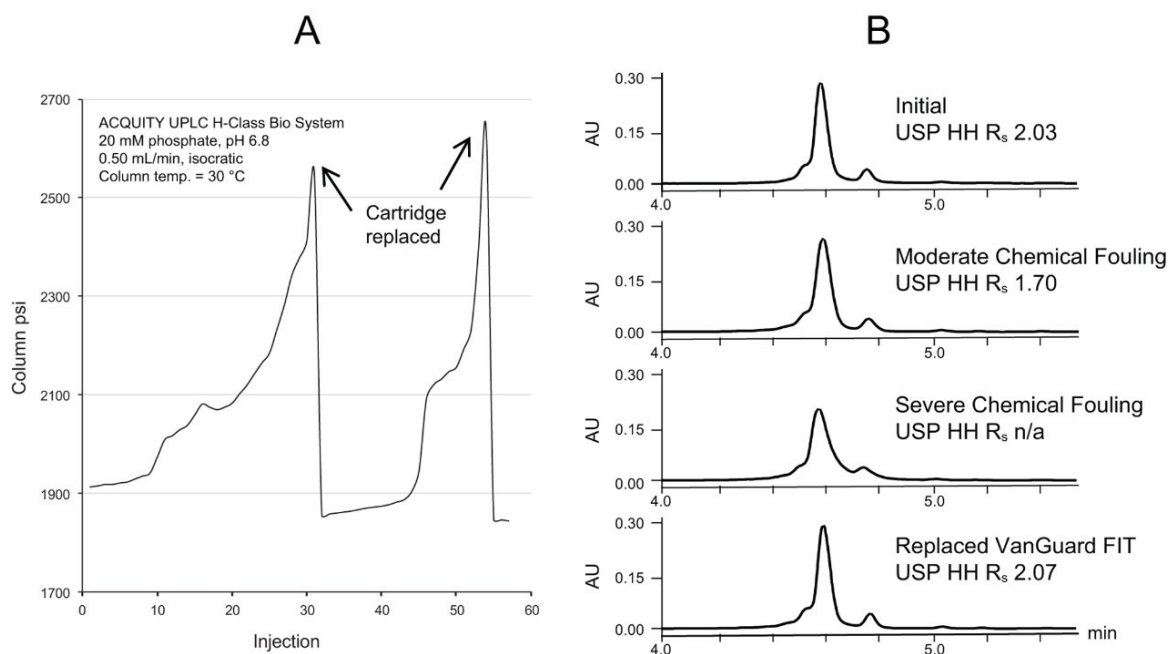 A
2700
ACQUITY UPLC H-Class Bio System
20 mM phosphate, pH 6.8
0.50 mL/min, isocratic
Column temp. = 30 °C
2500
Cartridge
replaced
2300
Column psi
2100
1900
1700
0 10 20 30 40 50 60
Injection
B
0.30
AU
0.15
0.00
Initial
USP HH Rs 2.03
4.0 5.0
0.30
AU
0.15
0.00
Moderate Chemical Fouling
USP HH Rs 1.70
4.0 5.0
0.30
AU
0.15
0.00
Severe Chemical Fouling
USP HH Rs n/a
4.0 5.0
0.30
AU
0.15
0.00
Replaced VanGuard FIT
USP HH Rs 2.07
min
4.0 5.0